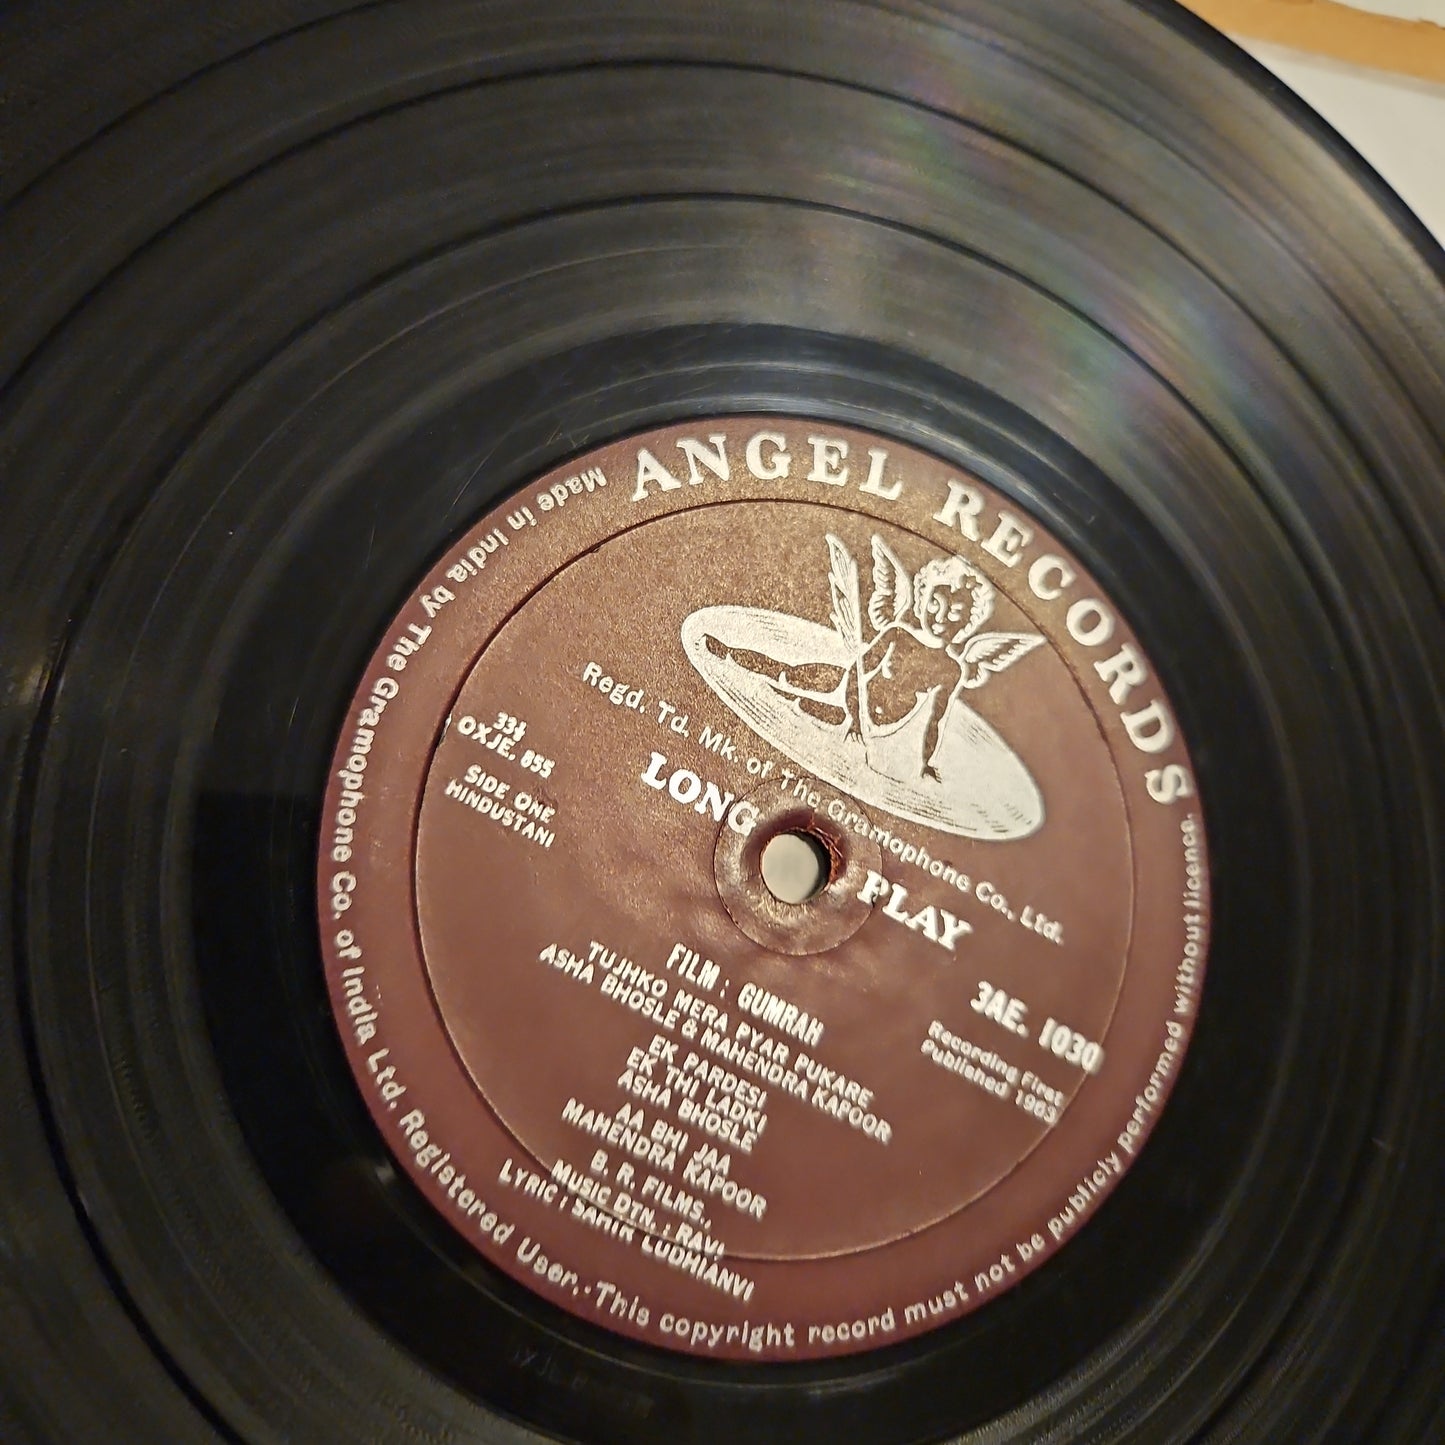 ANGEL RECORDS
Regd. Td. Mk. of The Gramophone Co., Ltd.
LONG PLAY
33⅓
OXJE. 855
SIDE ONE
HINDUSTANI
3AE. 1030
Recording First
Published 1963
FILM : GUMRAH
TUJHKO MERA PYAR PUKARE
ASHA BHOSLE & MAHENDRA KAPOOR
EK PARDESI
EK THI LADKI
ASHA BHOSLE
AA BHI JAA
MAHENDRA KAPOOR
B. R. FILMS.
MUSIC DTN. : RAVI
LYRIC : SAHIR LUDHIANVI
Made in India by The Gramophone Co. of India Ltd. Registered User. · This copyright record must not be publicly performed without licence.